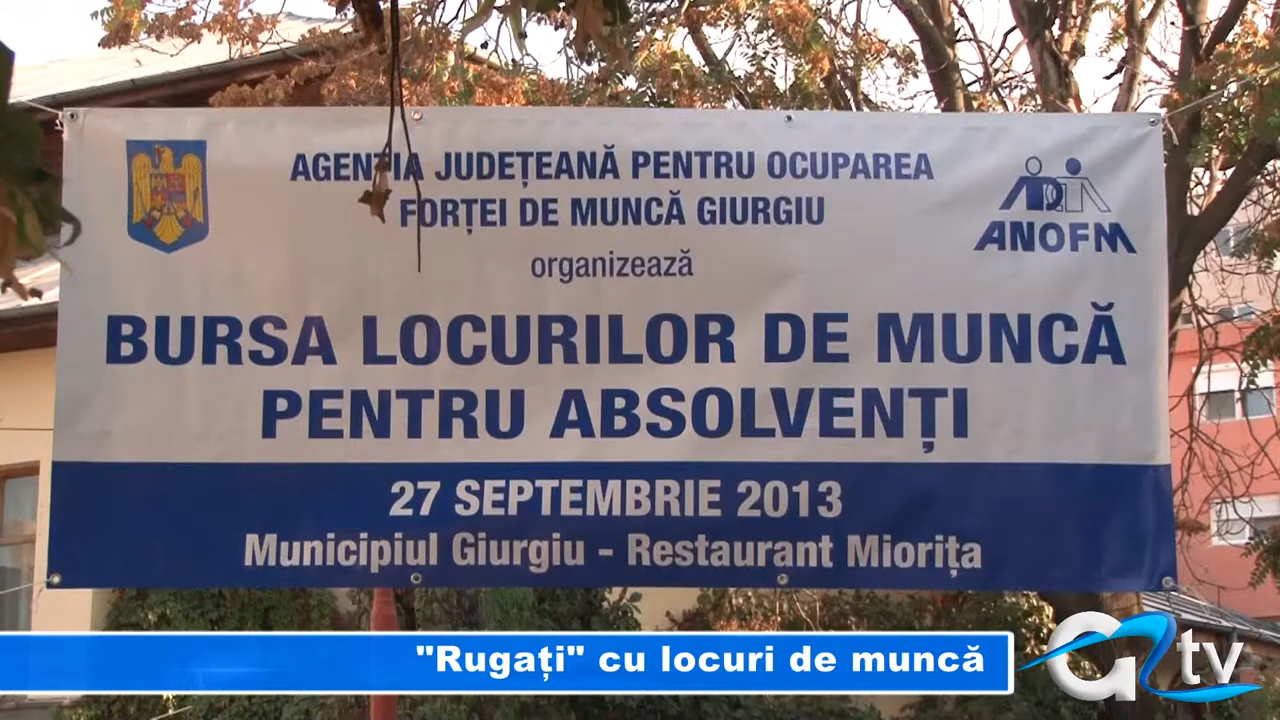 AGENȚIA JUDEȚEANĂ PENTRU OCUPAREA
FORȚEI DE MUNCĂ GIURGIU
ANOFM
organizează
BURSA LOCURILOR DE MUNCĂ
PENTRU ABSOLVENȚI
27 SEPTEMBRIE 2013
Municipiul Giurgiu - Restaurant Miorița
"Rugați" cu locuri de muncă
tv